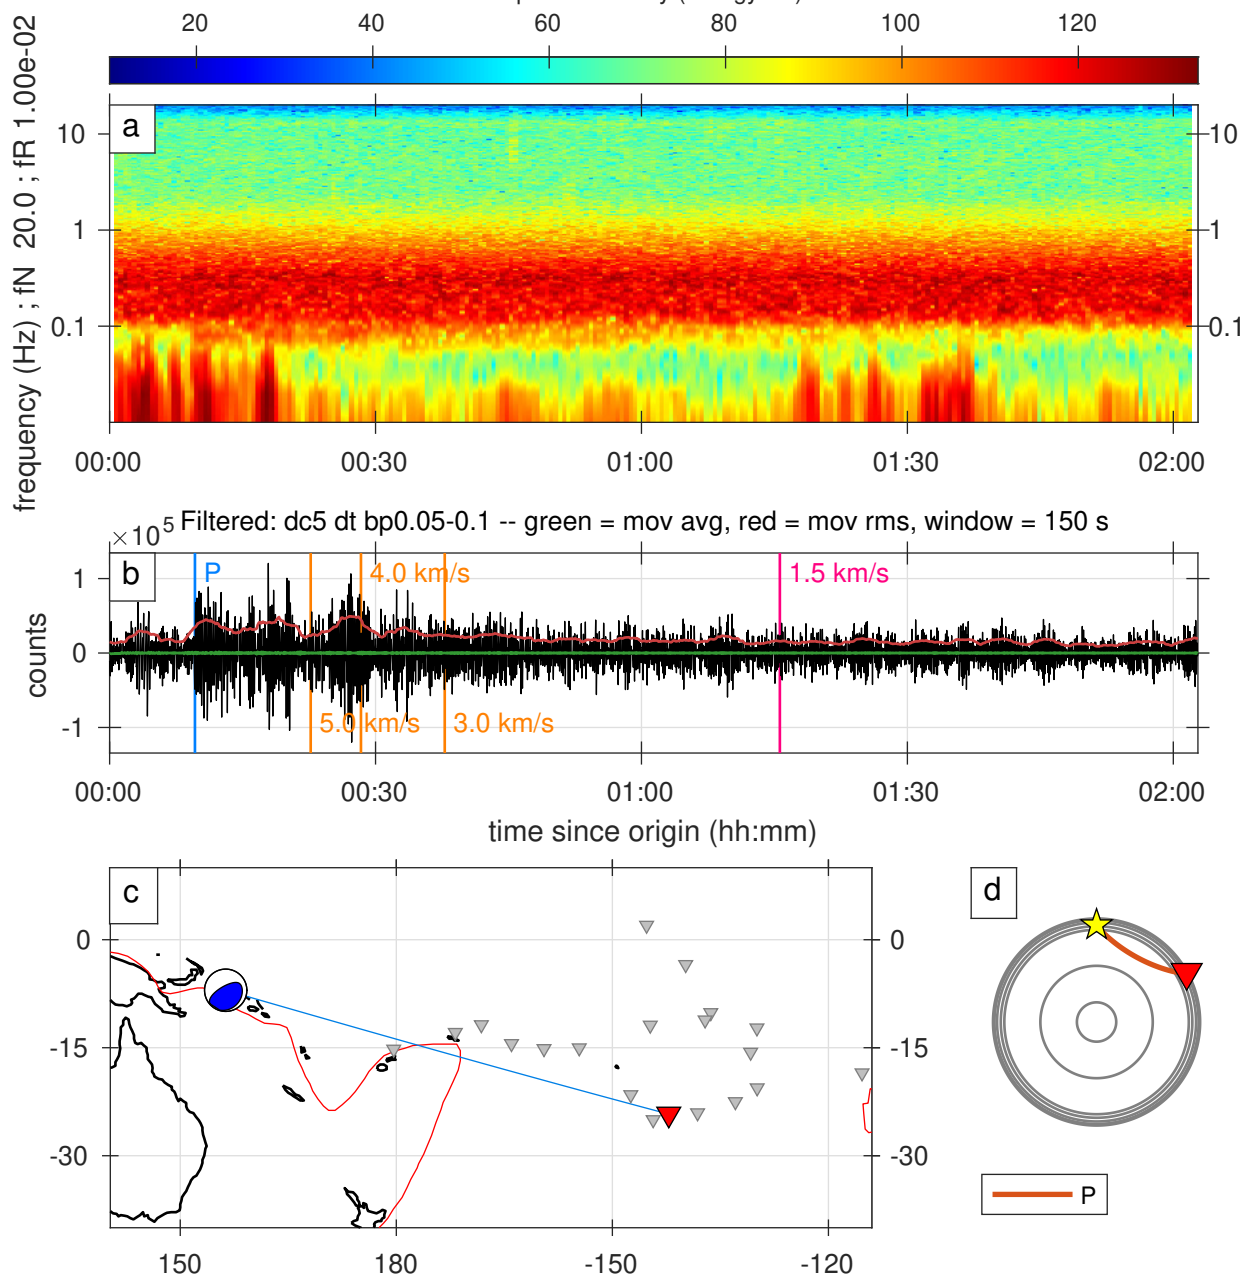 20 40 60 80 100 120
a
10 10
1 1
0.1 0.1
frequency (Hz) ; fN 20.0 ; fR 1.00e-02
00:00 00:30 01:00 01:30 02:00
×10^5 Filtered: dc5 dt bp0.05-0.1 -- green = mov avg, red = mov rms, window = 150 s
b
P 4.0 km/s 1.5 km/s
1
0
-1
counts
5.0 km/s 3.0 km/s
00:00 00:30 01:00 01:30 02:00
time since origin (hh:mm)
c
d
0 0
-15 -15
-30 -30
150 180 -150 -120
P